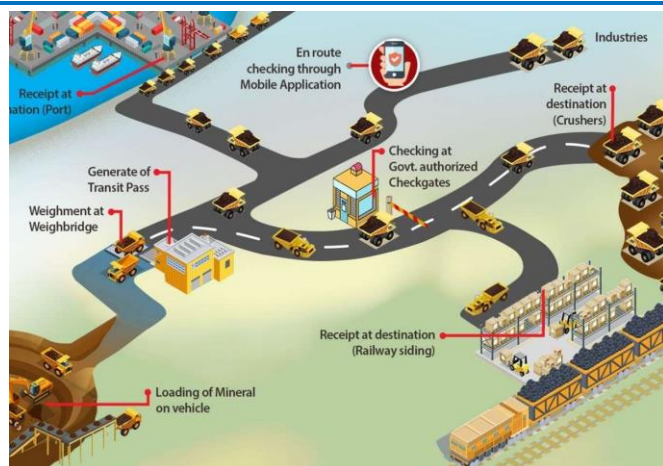 En route
checking through
Mobile Application
Industries
Receipt at
nation (Port)
Receipt at
destination
(Crushers)
Checking at
Govt. authorized
Checkgates
Generate of
Transit Pass
Weighment at
Weighbridge
Receipt at destination
(Railway siding)
Loading of Mineral
on vehicle